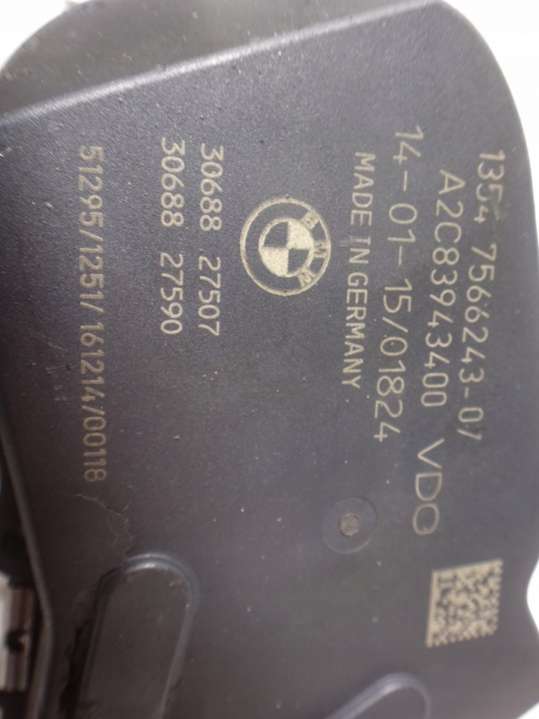 1354 7566243-07
A2C83943400 VDO
14-01-15/01824
MADE IN GERMANY
BMW
30688 27507
30688 27590
51295/1251/161214/00118